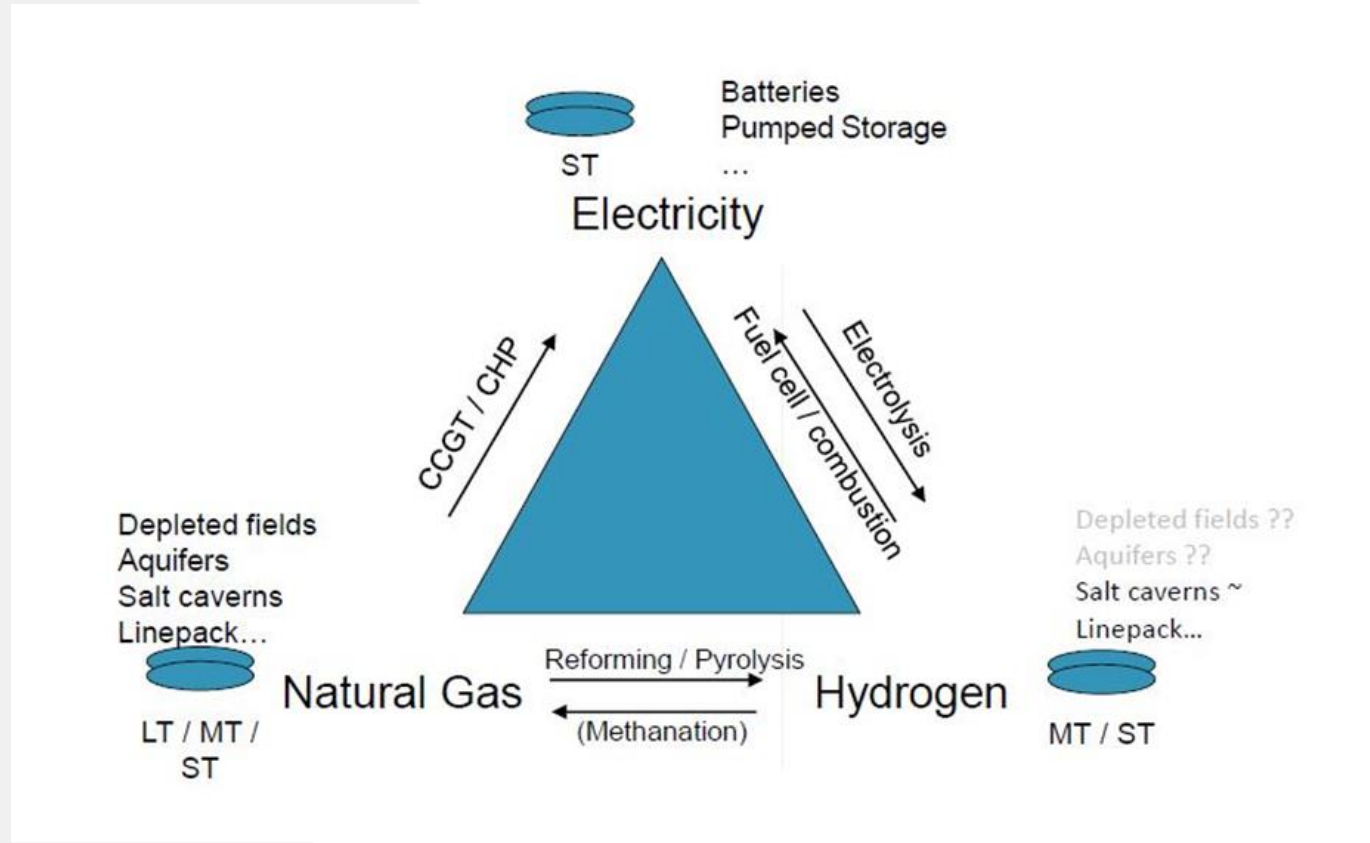 Batteries
Pumped Storage
...
ST
Electricity
CCGT / CHP
Fuel cell / combustion
Electrolysis
Depleted fields
Aquifers
Salt caverns
Linepack...
Depleted fields ??
Aquifers ??
Salt caverns ~
Linepack...
Reforming / Pyrolysis
Natural Gas
Hydrogen
(Methanation)
LT / MT /
ST
MT / ST